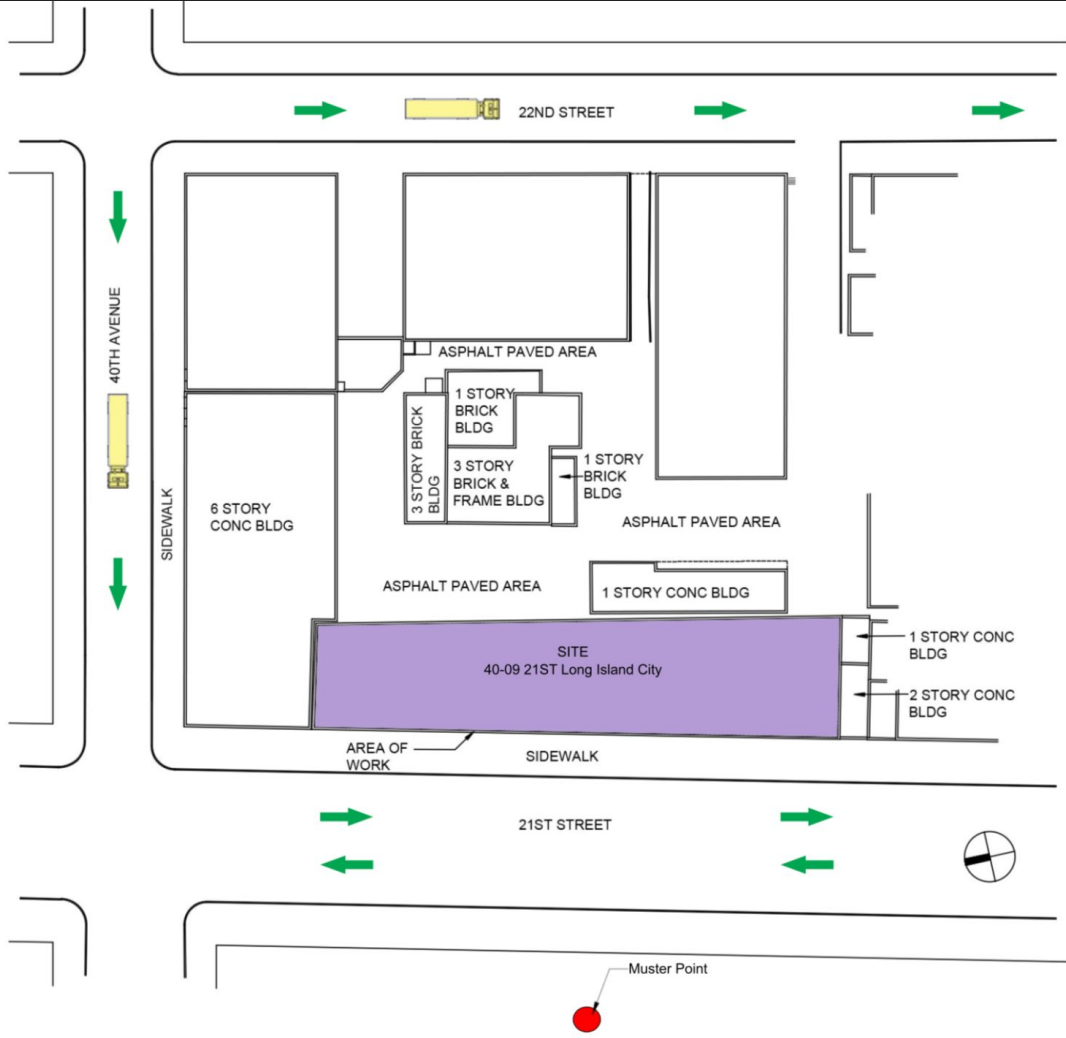 22ND STREET
40TH AVENUE
ASPHALT PAVED AREA
1 STORY
BRICK
BLDG
3 STORY BRICK
BLDG
3 STORY
BRICK &
FRAME BLDG
1 STORY
BRICK
BLDG
SIDEWALK
6 STORY
CONC BLDG
ASPHALT PAVED AREA
ASPHALT PAVED AREA
1 STORY CONC BLDG
SITE
40-09 21ST Long Island City
1 STORY CONC
BLDG
2 STORY CONC
BLDG
AREA OF
WORK
SIDEWALK
21ST STREET
Muster Point